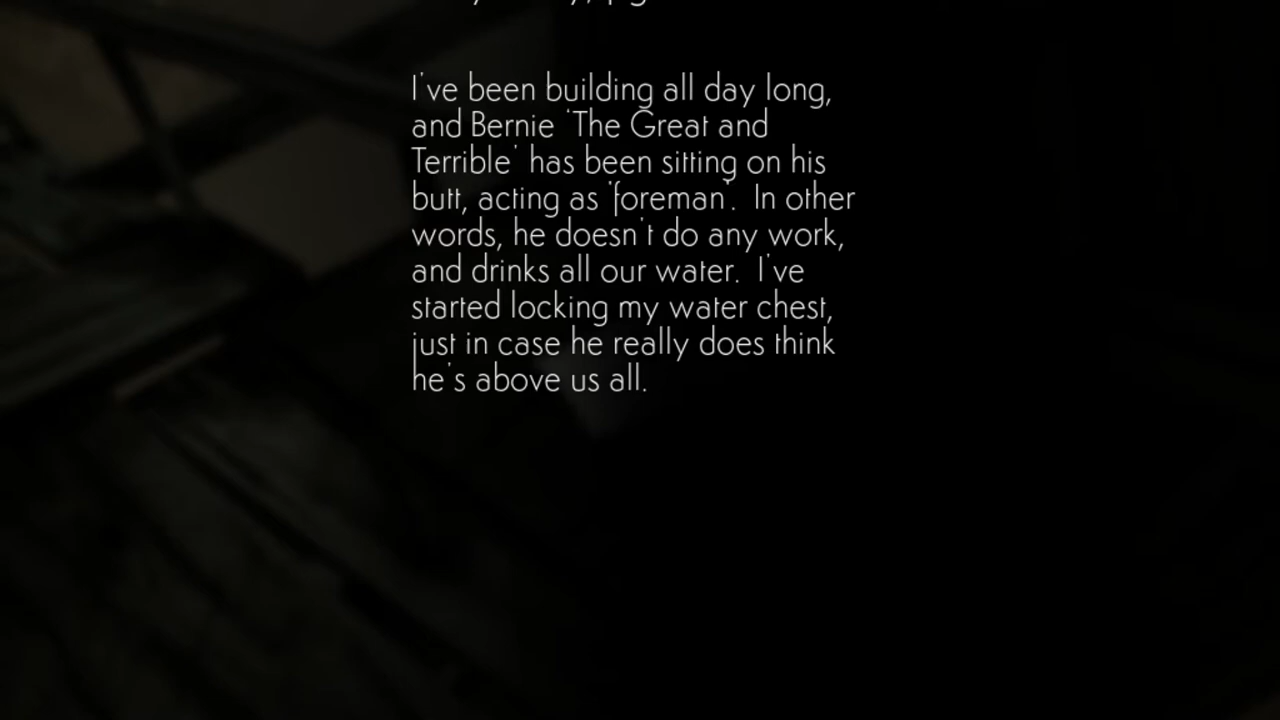 I've been building all day long,
and Bernie 'The Great and
Terrible' has been sitting on his
butt, acting as 'foreman'.  In other
words, he doesn't do any work,
and drinks all our water.  I've
started locking my water chest,
just in case he really does think
he's above us all.